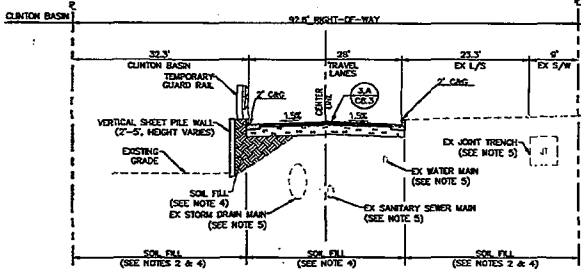 CLINTON BASIN
92.6' RIGHT-OF-WAY
32.3'
CLINTON BASIN
28'
TRAVEL
LANES
23.3'
EX L/S
9'
EX S/W
TEMPORARY
GUARD RAIL
2' C&G
CENTER
LINE
3.A
C8.3
2' C&G
1.5%
1.5%
VERTICAL SHEET PILE WALL
(2'-5', HEIGHT VARIES)
EXISTING
GRADE
EX JOINT TRENCH
(SEE NOTE 5)
JT
EX WATER MAIN
(SEE NOTE 5)
SOIL FILL
(SEE NOTE 4)
EX STORM DRAIN MAIN
(SEE NOTE 5)
EX SANITARY SEWER MAIN
(SEE NOTE 5)
SOIL FILL
(SEE NOTES 2 & 4)
SOIL FILL
(SEE NOTE 4)
SOIL FILL
(SEE NOTES 2 & 4)